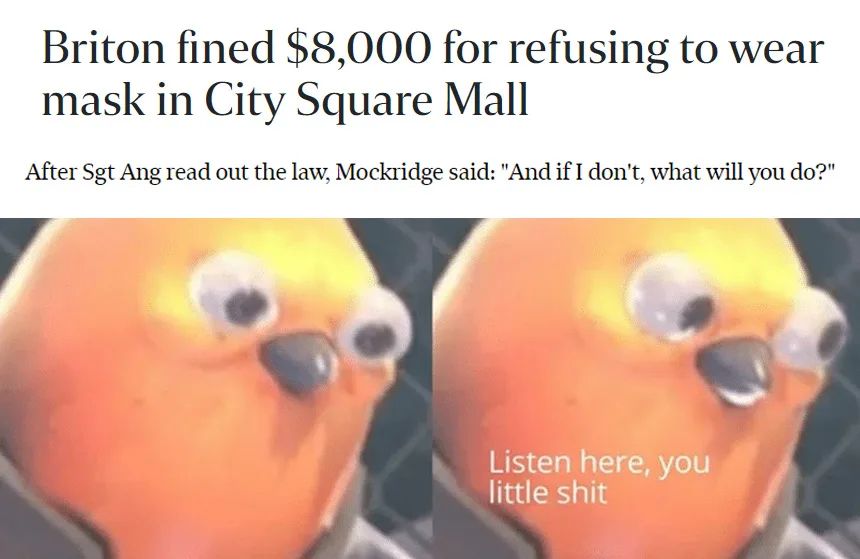 Briton fined $8,000 for refusing to wear
mask in City Square Mall
After Sgt Ang read out the law, Mockridge said: "And if I don't, what will you do?"
Listen here, you
little shit